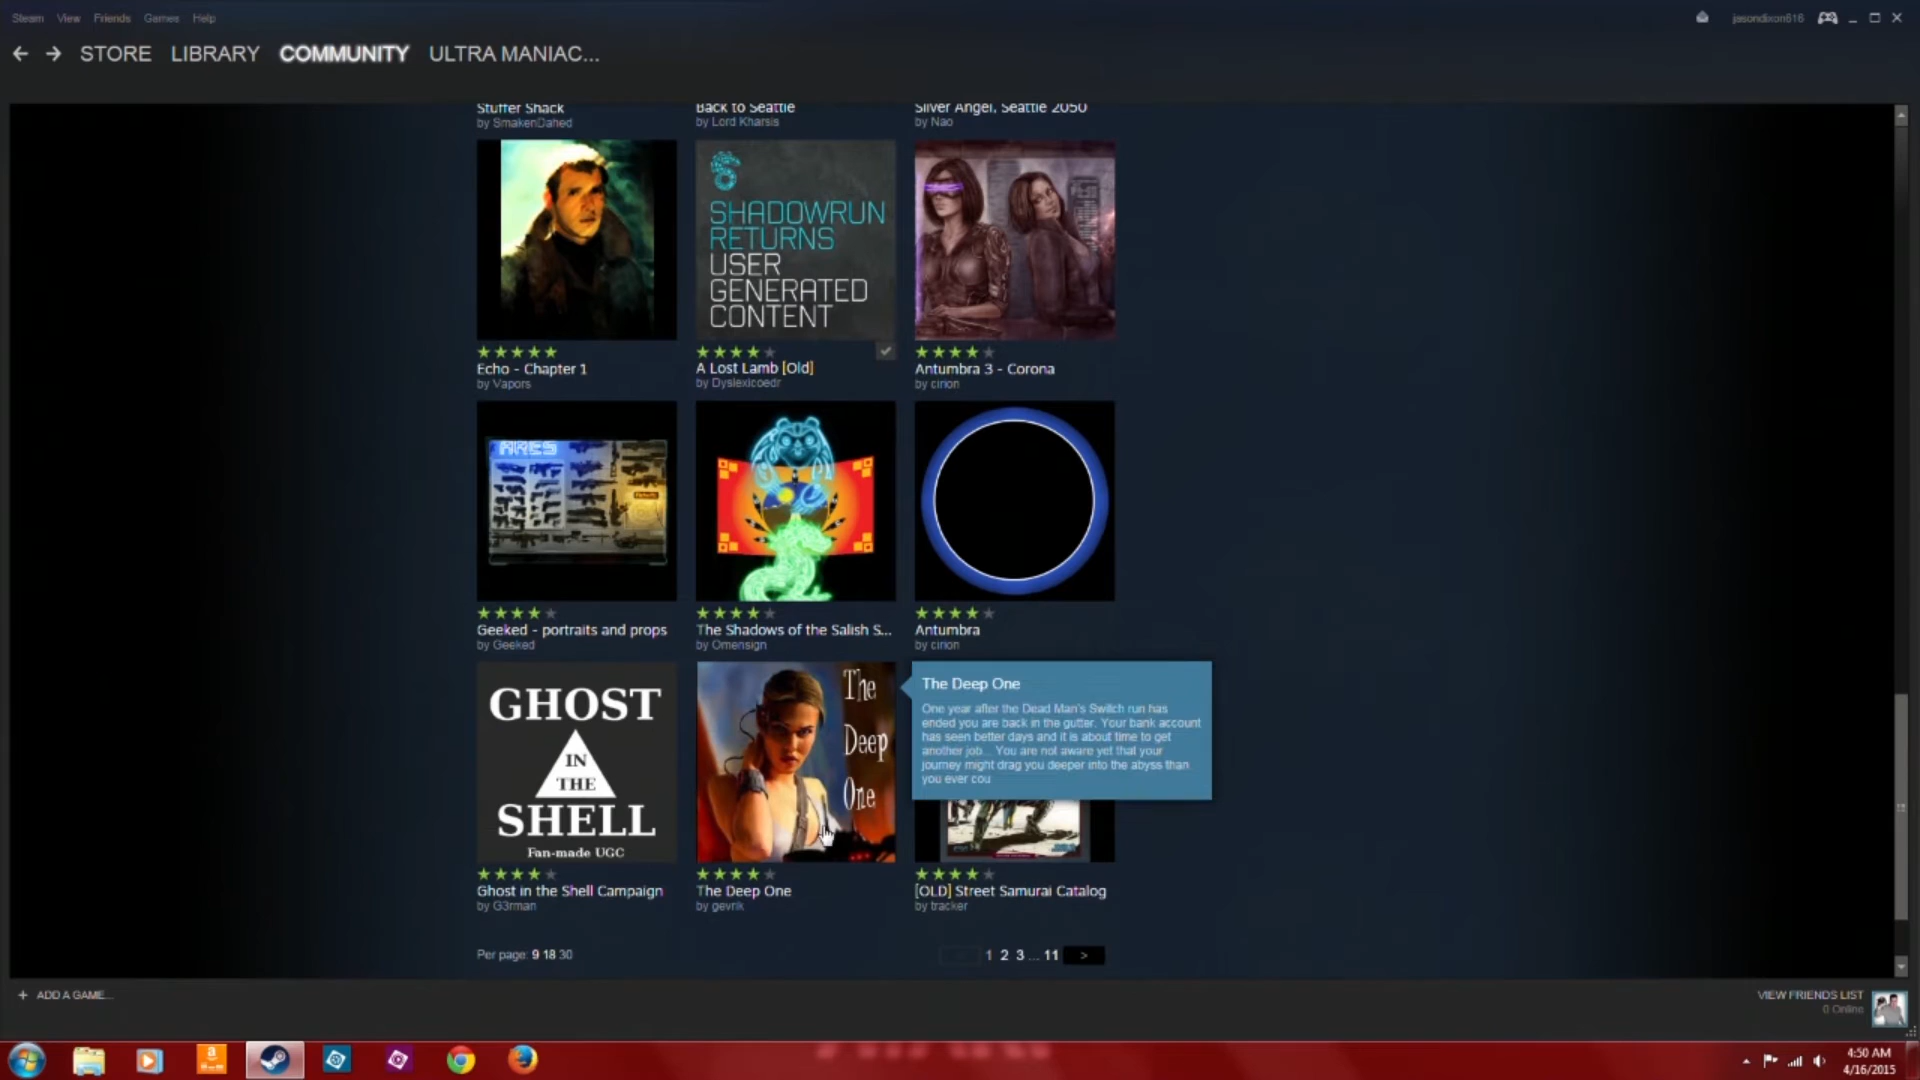 Steam View Friends Games Help
jasondixon616
STORE LIBRARY COMMUNITY ULTRA MANIAC...
Stuffer Shack
by SmakenDahed
Back to Seattle
by Lord Kharsis
Silver Angel, Seattle 2050
by Nao
SHADOWRUN
RETURNS
USER
GENERATED
CONTENT
Echo - Chapter 1
by Vapors
A Lost Lamb [Old]
by Dyslexicoedr
Antumbra 3 - Corona
by cirion
ARES
Geeked - portraits and props
by Geeked
The Shadows of the Salish S...
by Omensign
Antumbra
by cirion
GHOST
IN
THE
SHELL
Fan-made UGC
The
Deep
One
The Deep One
One year after the Dead Man's Switch run has
ended you are back in the gutter. Your bank account
has seen better days and it is about time to get
another job... You are not aware yet that your
journey might drag you deeper into the abyss than
you ever cou
Ghost in the Shell Campaign
by G3rman
The Deep One
by gevrik
[OLD] Street Samurai Catalog
by tracker
Per page: 9 18 30
1 2 3 ... 11 >
+ ADD A GAME...
VIEW FRIENDS LIST
0 Online
4:50 AM
4/16/2015